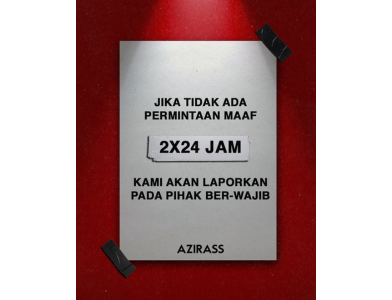 JIKA TIDAK ADA
PERMINTAAN MAAF
2X24 JAM
KAMI AKAN LAPORKAN
PADA PIHAK BER-WAJIB
AZIRASS